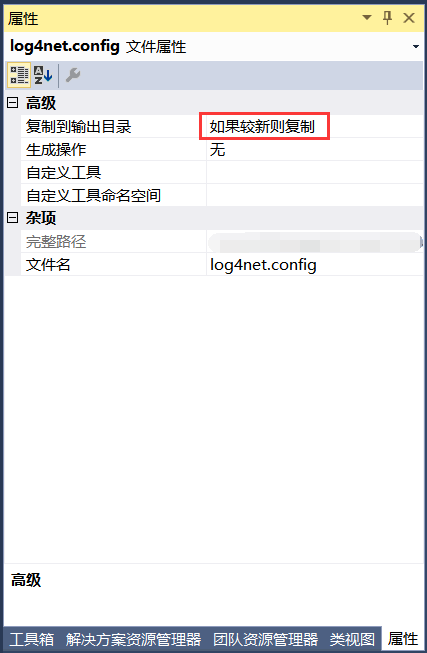 属性
log4net.config 文件属性
高级
复制到输出目录 如果较新则复制
生成操作 无
自定义工具
自定义工具命名空间
杂项
完整路径
文件名 log4net.config
高级
工具箱 解决方案资源管理器 团队资源管理器 类视图 属性